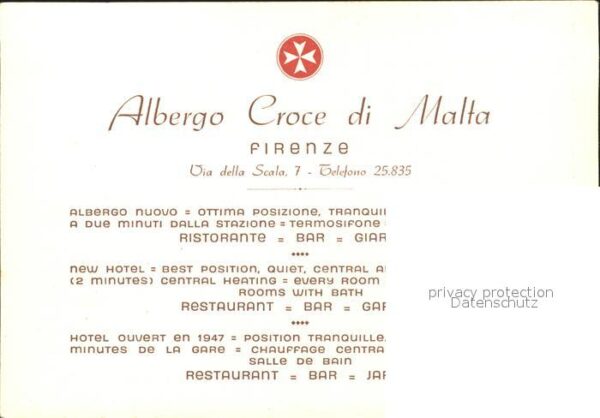 Albergo Croce di Malta
FIRENZE
Via della Scala, 7 - Telefono 25.835
ALBERGO NUOVO = OTTIMA POSIZIONE, TRANQUIL
A DUE MINUTI DALLA STAZIONE = TERMOSIFONE
RISTORANTE = BAR = GIAR
NEW HOTEL = BEST POSITION, QUIET, CENTRAL A
(2 MINUTES) CENTRAL HEATING = EVERY ROOM
ROOMS WITH BATH
RESTAURANT = BAR = GAR
HOTEL OUVERT EN 1947 = POSITION TRANQUILLE
MINUTES DE LA GARE = CHAUFFAGE CENTRA
SALLE DE BAIN
RESTAURANT = BAR = JAR
privacy protection
Datenschutz